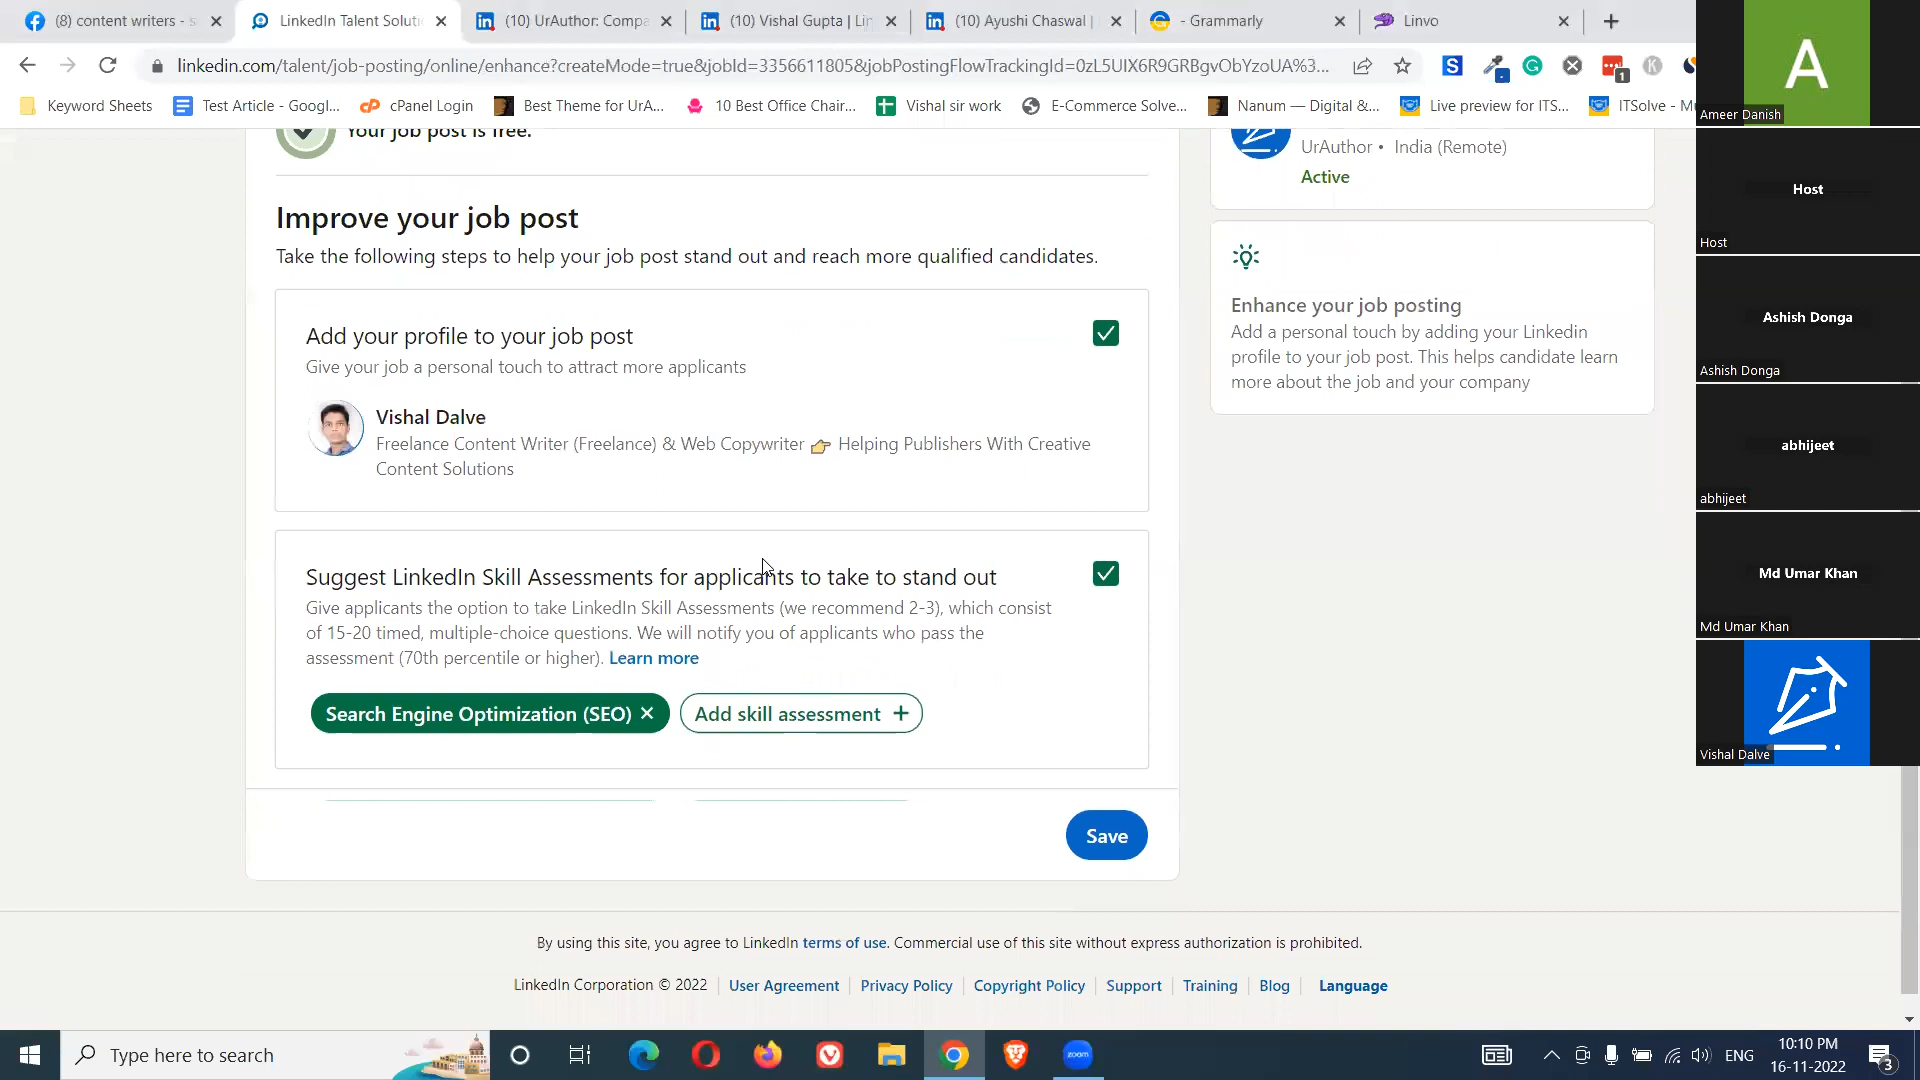 (8) content writers - s
LinkedIn Talent Soluti
(10) UrAuthor: Compa
(10) Vishal Gupta | Lin
(10) Ayushi Chaswal |
- Grammarly
Linvo
linkedin.com/talent/job-posting/online/enhance?createMode=true&jobId=3356611805&jobPostingFlowTrackingId=0zL5UIX6R9GRBgvObYzoUA%3...
Keyword Sheets
Test Article - Googl...
cPanel Login
Best Theme for UrA...
10 Best Office Chair...
Vishal sir work
E-Commerce Solve...
Nanum — Digital &...
Live preview for ITS...
ITSolve - Mu
Your job post is free.
Improve your job post
Take the following steps to help your job post stand out and reach more qualified candidates.
Add your profile to your job post
Give your job a personal touch to attract more applicants
Vishal Dalve
Freelance Content Writer (Freelance) & Web Copywriter 👉 Helping Publishers With Creative
Content Solutions
Suggest LinkedIn Skill Assessments for applicants to take to stand out
Give applicants the option to take LinkedIn Skill Assessments (we recommend 2-3), which consist
of 15-20 timed, multiple-choice questions. We will notify you of applicants who pass the
assessment (70th percentile or higher). Learn more
Search Engine Optimization (SEO) ×
Add skill assessment +
Save
UrAuthor • India (Remote)
Active
Enhance your job posting
Add a personal touch by adding your Linkedin
profile to your job post. This helps candidate learn
more about the job and your company
A
Ameer Danish
Host
Host
Ashish Donga
Ashish Donga
abhijeet
abhijeet
Md Umar Khan
Md Umar Khan
Vishal Dalve
By using this site, you agree to LinkedIn terms of use. Commercial use of this site without express authorization is prohibited.
LinkedIn Corporation © 2022
User Agreement
Privacy Policy
Copyright Policy
Support
Training
Blog
Language
Type here to search
zoom
ENG
10:10 PM
16-11-2022
3